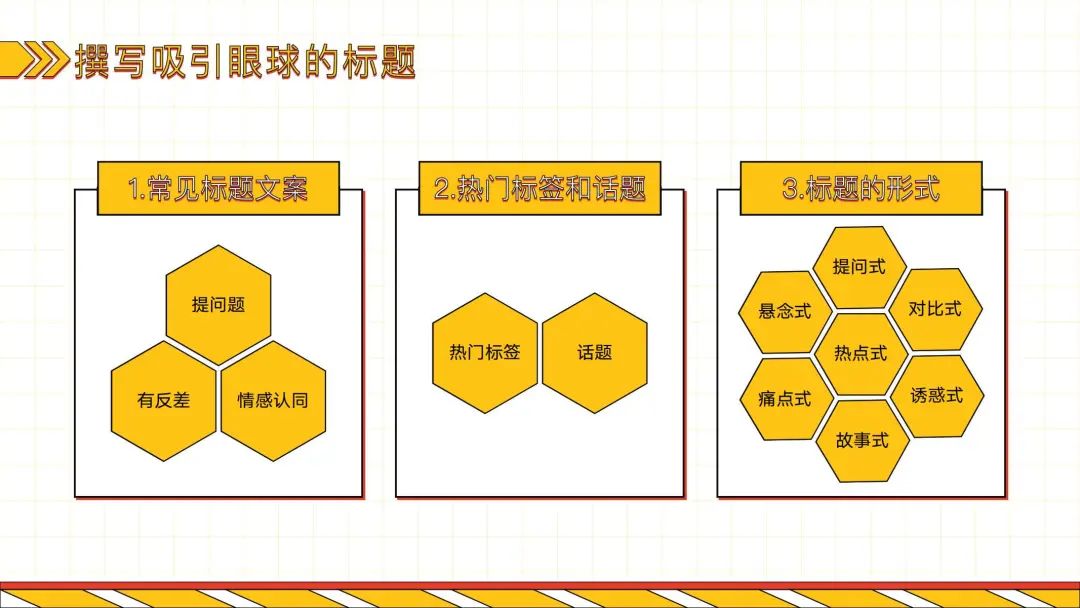 撰写吸引眼球的标题
1.常见标题文案
提问题
有反差
情感认同
2.热门标签和话题
热门标签
话题
3.标题的形式
提问式
悬念式
对比式
热点式
痛点式
诱惑式
故事式